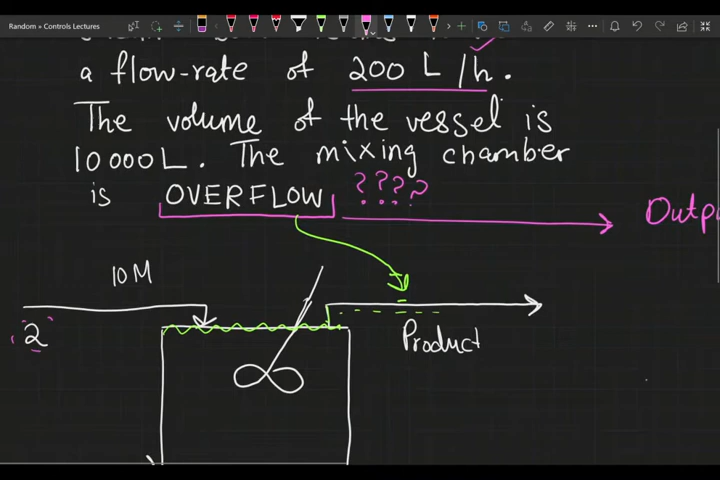 Random » Controls Lectures
a flow-rate of 200 L/h.
The volume of the vessel is
10000L. The mixing chamber
is OVERFLOW ????
10M
2
Product